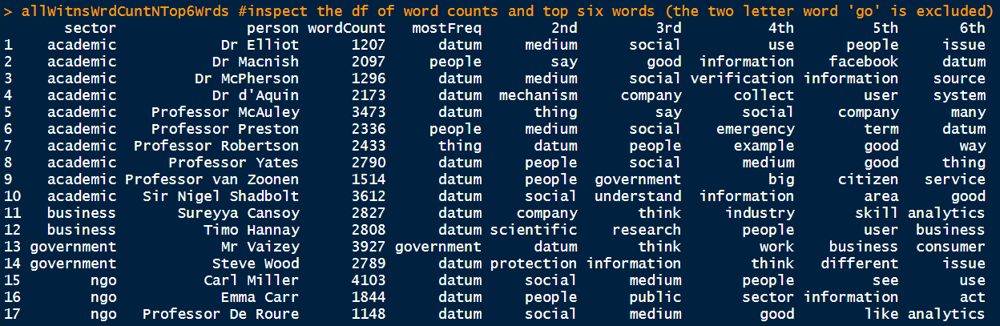 > allWitnsWrdCuntNTop6Wrds #inspect the df of word counts and top six words (the two letter word 'go' is excluded)
sector person wordCount mostFreq 2nd 3rd 4th 5th 6th
1 academic Dr Elliot 1207 datum medium social use people issue
2 academic Dr Macnish 2097 people say good information facebook datum
3 academic Dr McPherson 1296 datum medium social verification information source
4 academic Dr d'Aquin 2173 datum mechanism company collect user system
5 academic Professor McAuley 3473 datum thing say social company many
6 academic Professor Preston 2336 people medium social emergency term datum
7 academic Professor Robertson 2433 thing datum people example good way
8 academic Professor Yates 2790 datum people social medium good thing
9 academic Professor van Zoonen 1514 datum people government big citizen service
10 academic Sir Nigel Shadbolt 3612 datum social understand information area good
11 business Sureyya Cansoy 2827 datum company think industry skill analytics
12 business Timo Hannay 2808 datum scientific research people user business
13 government Mr Vaizey 3927 government datum think work business consumer
14 government Steve Wood 2789 datum protection information think different issue
15 ngo Carl Miller 4103 datum social medium people see use
16 ngo Emma Carr 1844 datum people public sector information act
17 ngo Professor De Roure 1148 datum social medium good like analytics